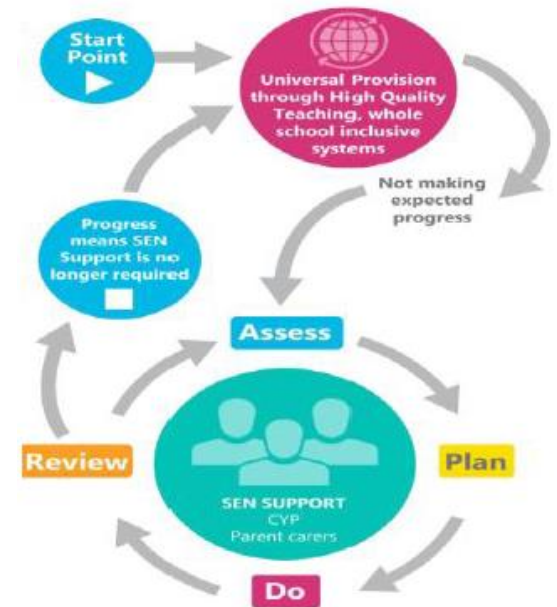 Start
Point
Universal Provision
through High Quality
Teaching, whole
school inclusive
systems
Not making
expected
progress
Progress
means SEN
Support is no
longer required
Assess
Review
Plan
SEN SUPPORT
CYP
Parent carers
Do